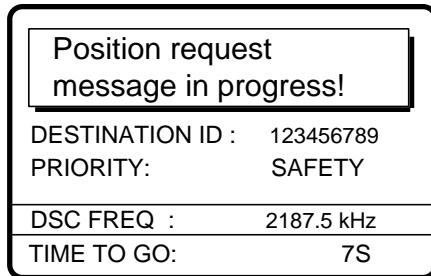 Position request
message in progress!
DESTINATION ID : 123456789
PRIORITY: SAFETY
DSC FREQ : 2187.5 kHz
TIME TO GO: 7S